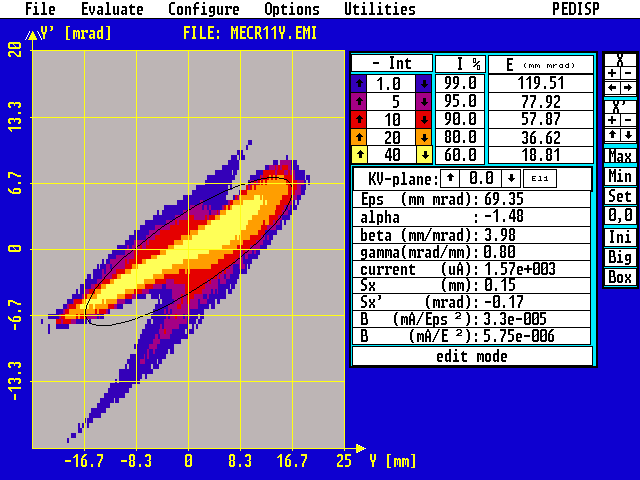 File Evaluate Configure Options Utilities PEDISP
Y' [mrad] FILE: MECR11Y.EMI
20
13.3
6.7
0
-6.7
-13.3
-16.7 -8.3 0 8.3 16.7 25 Y [mm]
- Int I % E (mm mrad)
1.0 99.0 119.51
5 95.0 77.92
10 90.0 57.87
20 80.0 36.62
40 60.0 18.81
KV-plane: 0.0 Ell
Eps (mm mrad): 69.35
alpha : -1.48
beta (mm/mrad): 3.98
gamma(mrad/mm): 0.80
current (uA): 1.57e+003
Sx (mm): 0.15
Sx' (mrad): -0.17
B (mA/Eps ²): 3.3e-005
B (mA/E ²): 5.75e-006
edit mode
X
+ -
← →
X'
+ -
↑ ↓
Max
Min
Set
0,0
Ini
Big
Box